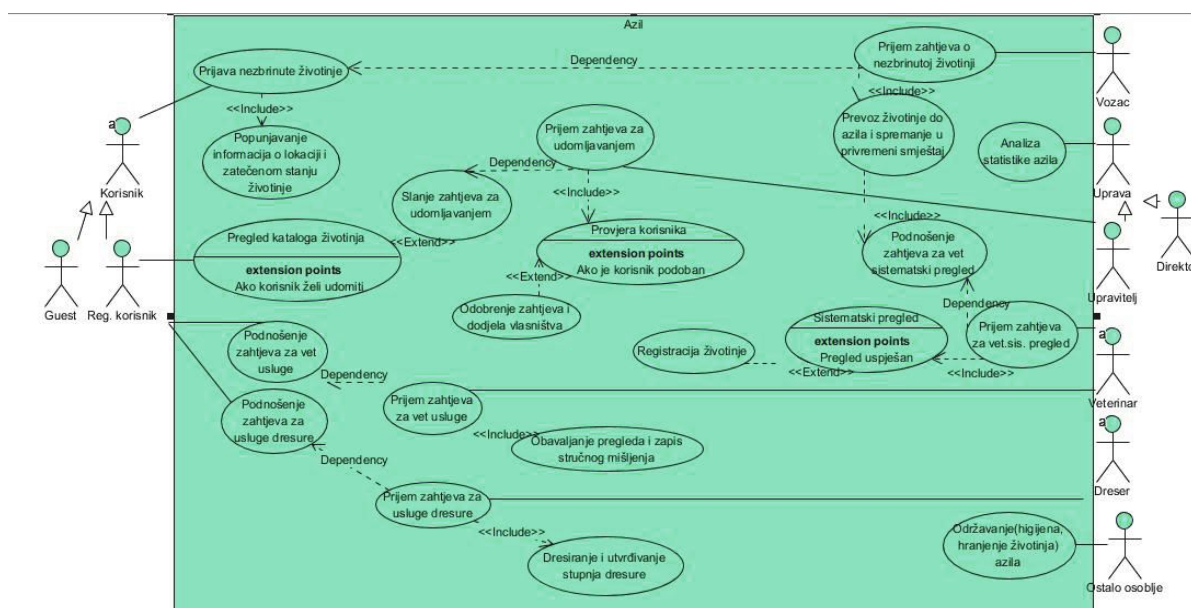 Azil
Prijava nezbrinute životinje
Dependency
Prijem zahtjeva o
nezbrinutoj životinji
Vozac
<<Include>>
<<Include>>
a
Korisnik
Popunjavanje
informacija o lokaciji i
zatečenom stanju
životinje
Prijem zahtjeva za
udomljavanjem
Prevoz životinje do
azila i spremanje u
privremeni smještaj
Analiza
statistike azila
Uprava
Dependency
Slanje zahtjeva za
udomljavanjem
<<Include>>
<<Include>>
Pregled kataloga životinja
extension points
Ako korisnik želi udomiti
<<Extend>>
Provjera korisnika
extension points
Ako je korisnik podoban
Podnošenje
zahtjeva za vet
sistematski pregled
Direkto
Upravitelj
Guest
Reg. korisnik
<<Extend>>
Odobrenje zahtjeva i
dodjela vlasništva
Dependency
Podnošenje
zahtjeva za vet
usluge
Registracija životinje
Sistematski pregled
extension points
Pregled uspješan
<<Extend>>
<<Include>>
Prijem zahtjeva
za vet.sis. pregled
a
Veterinar
Dependency
Podnošenje
zahtjeva za
usluge dresure
Prijem zahtjeva
za vet usluge
<<Include>>
Obavaljanje pregleda i zapis
stručnog mišljenja
a
Dreser
Dependency
Prijem zahtjeva za
usluge dresure
<<Include>>
Dresiranje i utvrđivanje
stupnja dresure
Održavanje(higijena,
hranjenje životinja)
azila
Ostalo osoblje